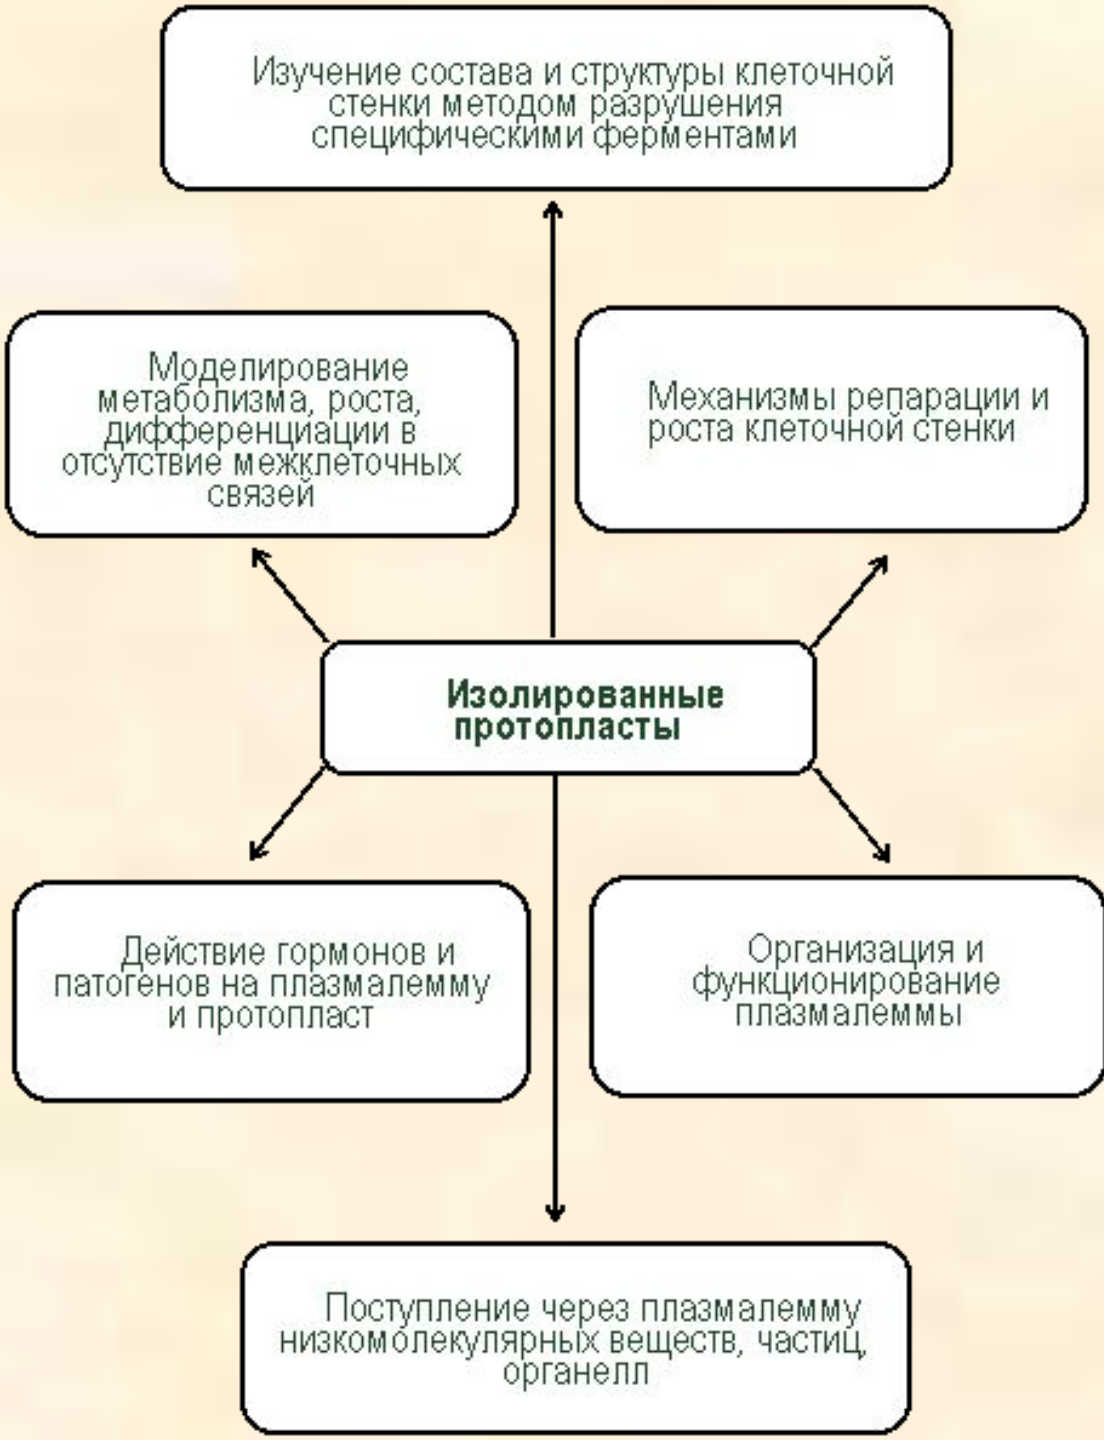 Изучение состава и структуры клеточной
стенки методом разрушения
специфическими ферментами
Моделирование
метаболизма, роста,
дифференциации в
отсутствие межклеточных
связей
Механизмы репарации и
роста клеточной стенки
Изолированные
протопласты
Действие гормонов и
патогенов на плазмалемму
и протопласт
Организация и
функционирование
плазмалеммы
Поступление через плазмалемму
низкомолекулярных веществ, частиц,
органелл